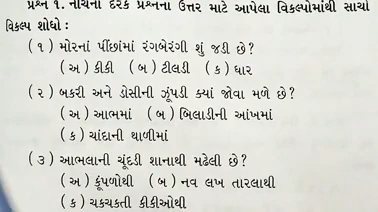 પ્રશ્ન ૧. નીચેના દરેક પ્રશ્નના ઉત્તર માટે આપેલા વિકલ્પોમાંથી સાચો
વિકલ્પ શોધો :
( ૧ ) મોરનાં પીંછાંમાં રંગબેરંગી શું જડી છે?
( અ ) કીકી ( બ ) ટીલડી ( ક ) ધાર
( ૨ ) બકરી અને ડોસીની ઝૂંપડી ક્યાં જોવા મળે છે?
( અ ) આભમાં ( બ ) બિલાડીની આંખમાં
( ક ) ચાંદાની થાળીમાં
( ૩ ) આભલાની ચૂંદડી શાનાથી મઢેલી છે?
( અ ) કૂંપળોથી ( બ ) નવ લખ તારલાથી
( ક ) ચકચકતી કીકીઓથી